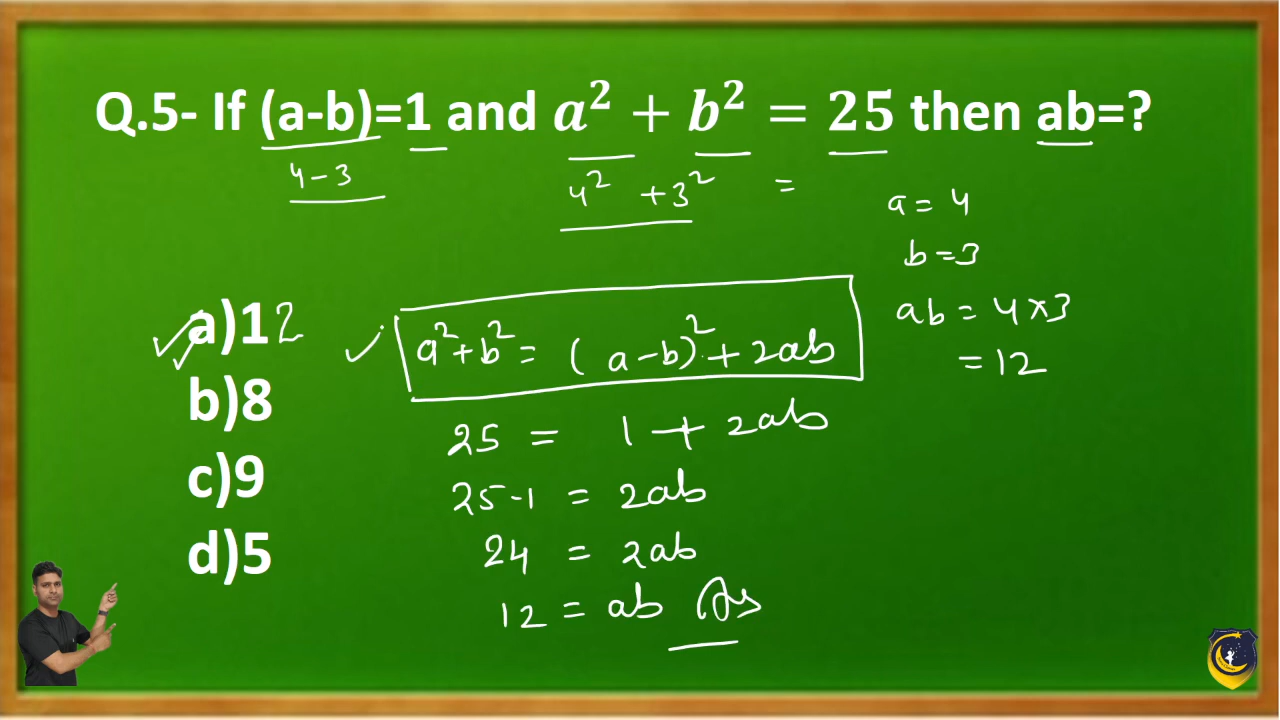 Q.5- If (a-b)=1 and a² + b² = 25 then ab=?
4-3
4² +3² =
a= 4
b=3
ab = 4×3
=12
a)12
b)8
c)9
d)5
a²+b²= (a-b)²+2ab
25 = 1+2ab
25-1 = 2ab
24 = 2ab
12 = ab Ans